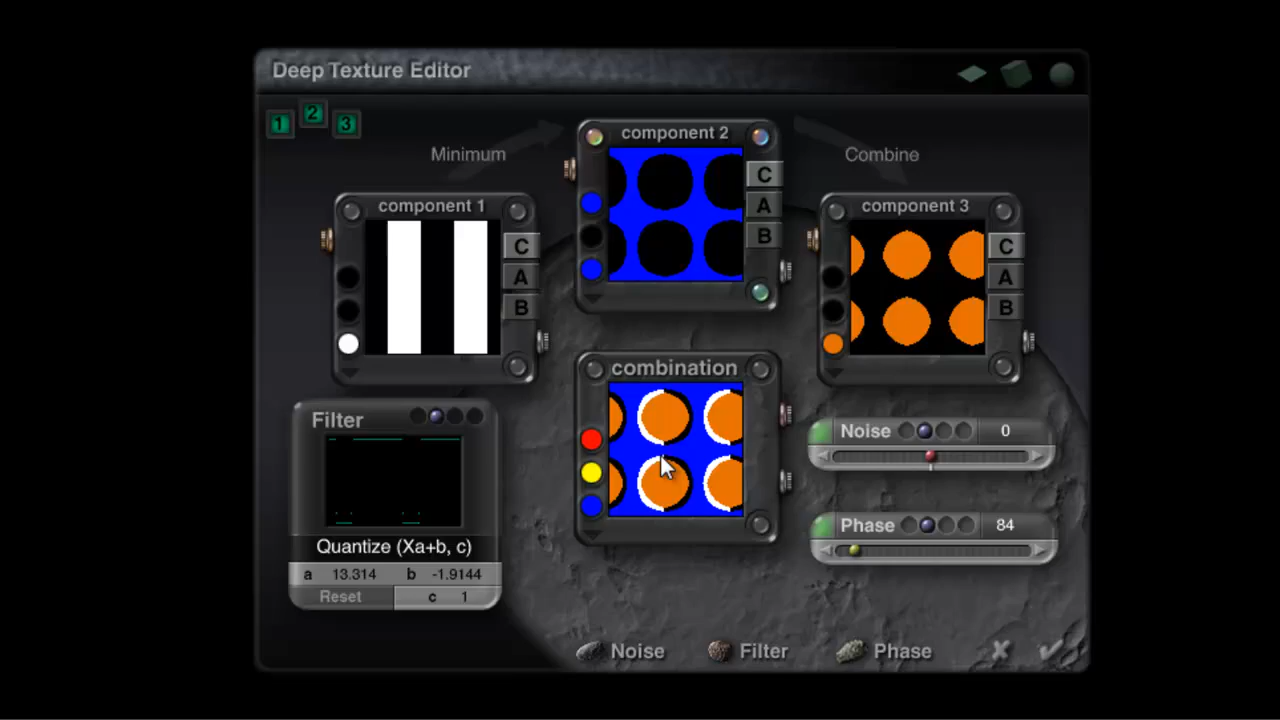 Deep Texture Editor
1 2 3
Minimum
component 2
Combine
C
A
B
component 1
C
A
B
component 3
C
A
B
combination
Filter
Quantize (Xa+b, c)
a 13.314 b -1.9144
Reset c 1
Noise 0
Phase 84
Noise Filter Phase